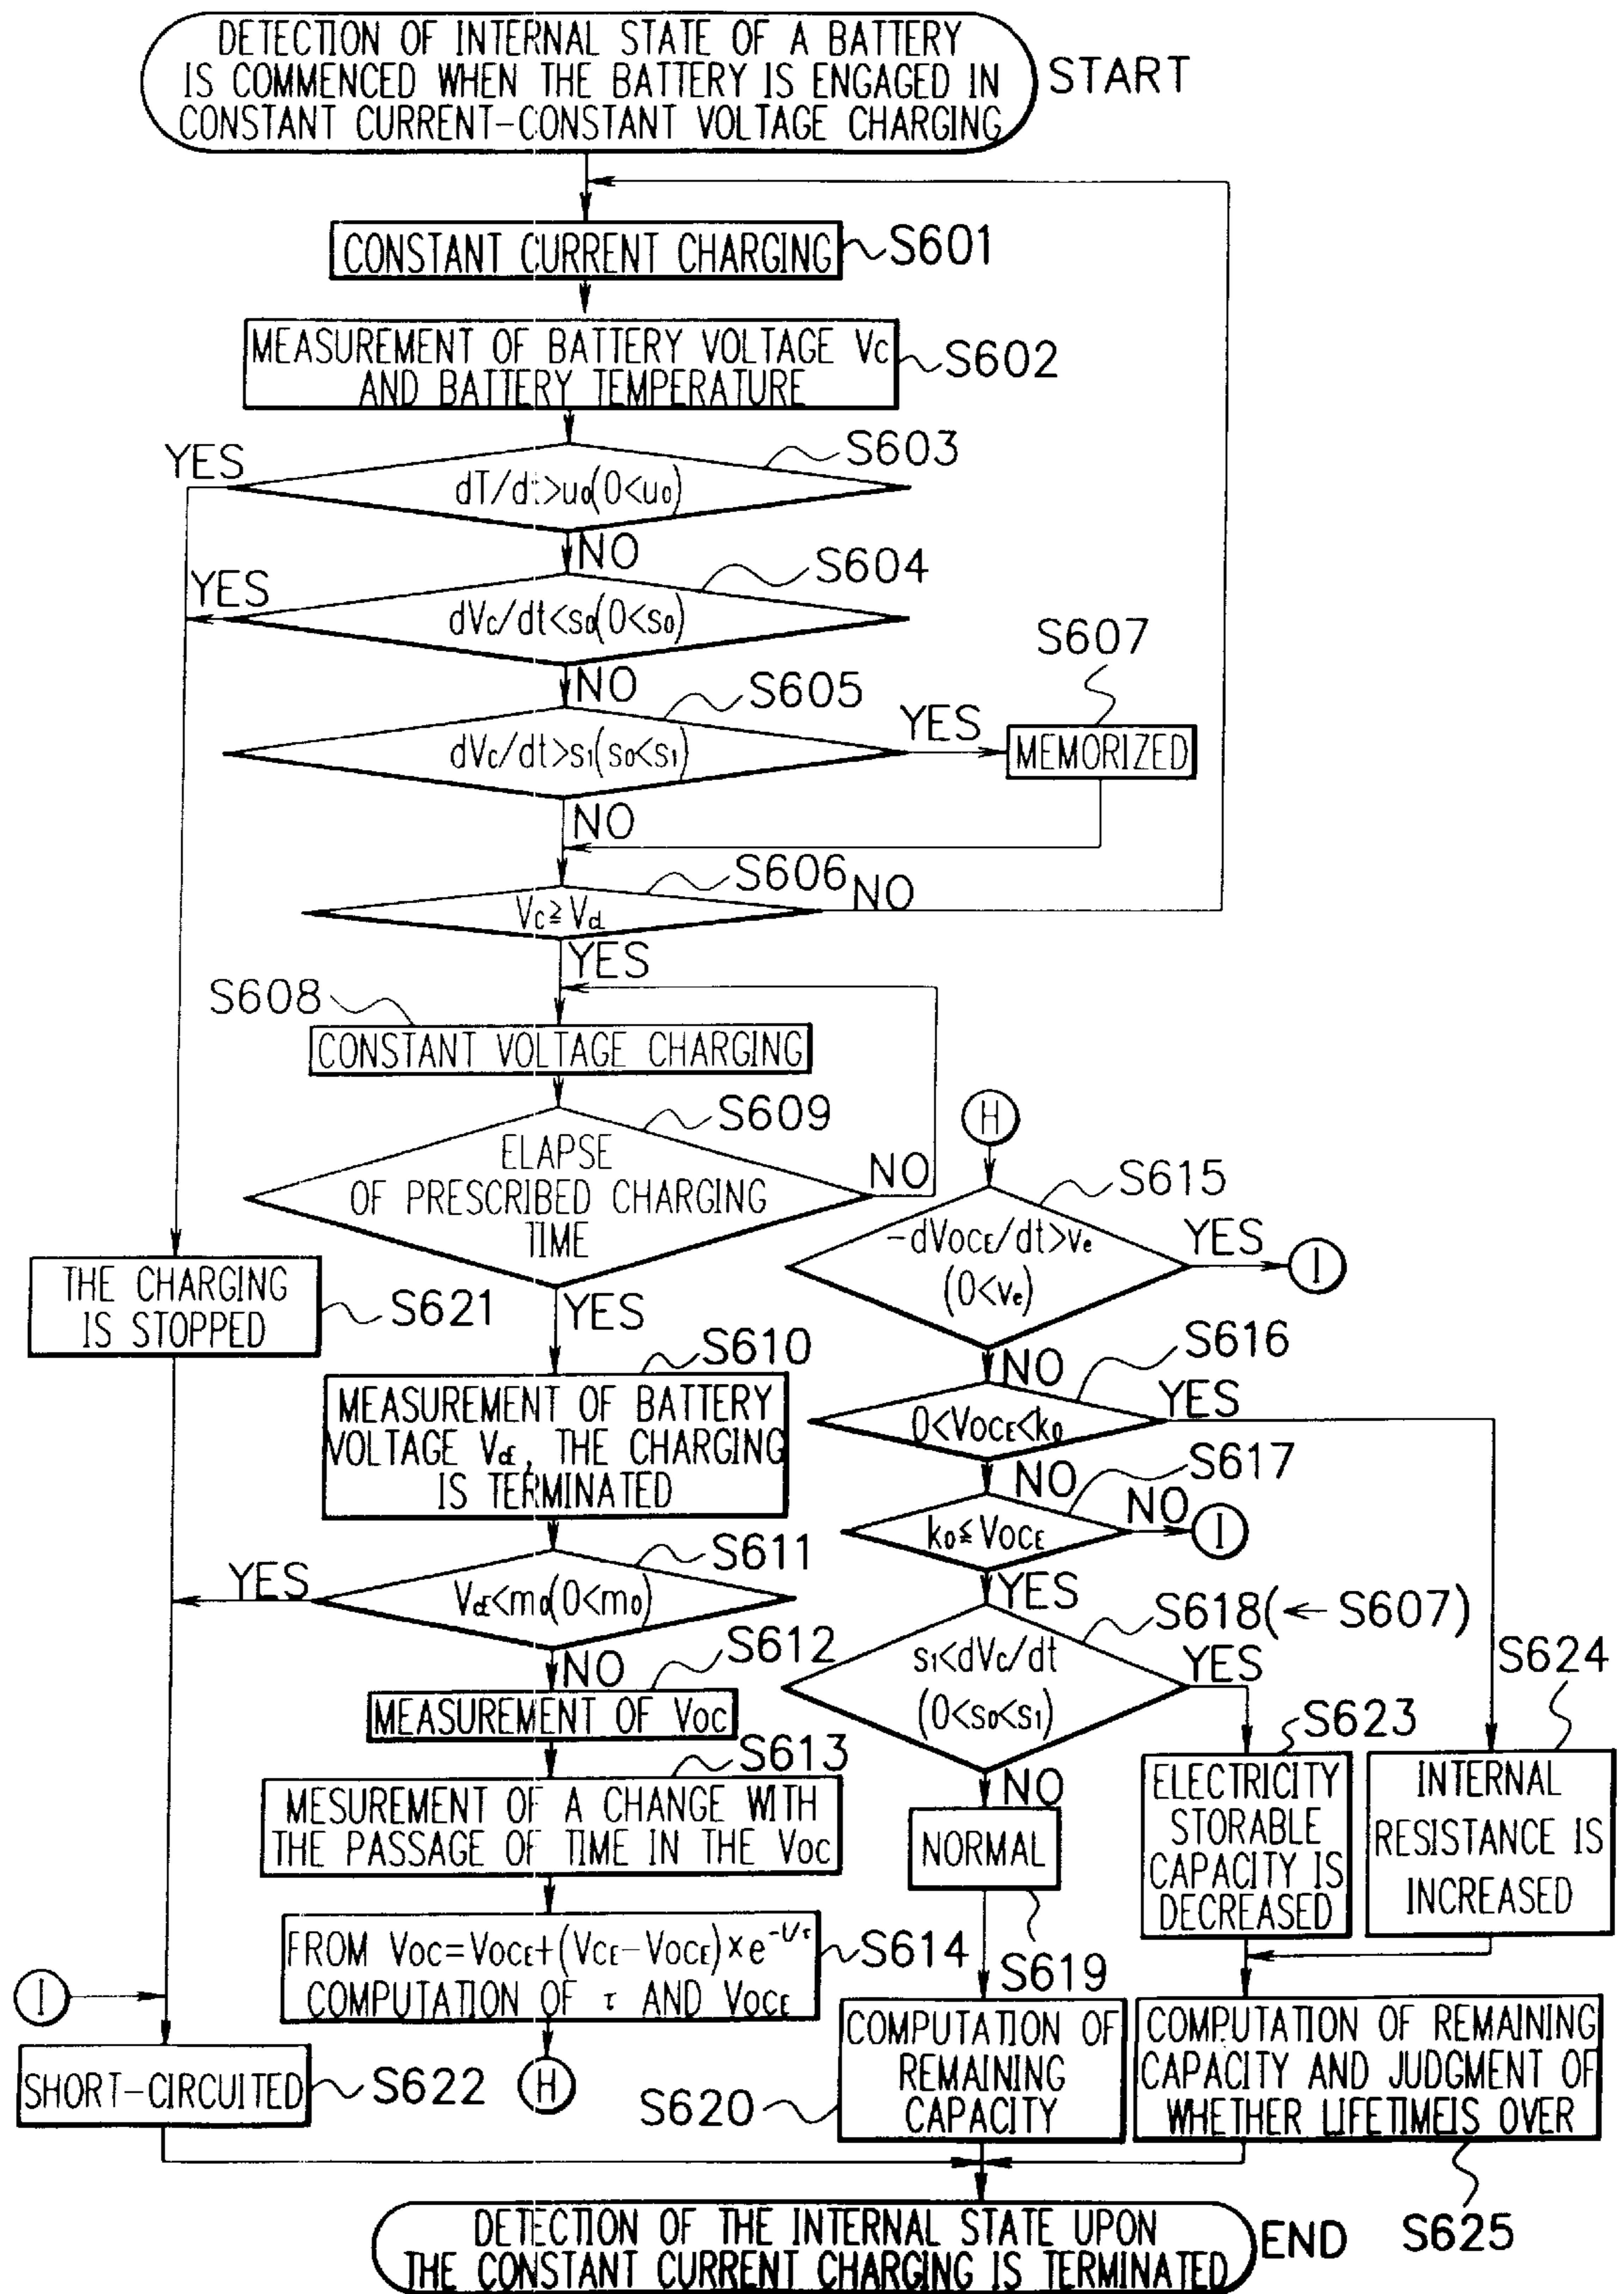 DETECTION OF INTERNAL STATE OF A BATTERY
IS COMMENCED WHEN THE BATTERY IS ENGAGED IN
CONSTANT CURRENT-CONSTANT VOLTAGE CHARGING
START
CONSTANT CURRENT CHARGING
S601
MEASUREMENT OF BATTERY VOLTAGE Vc
AND BATTERY TEMPERATURE
S602
S603
YES
dT/dt>u0(0<u0)
NO
S604
YES
dVc/dt<s0(0<s0)
NO
S605
dVc/dt>s1(s0<s1)
YES
S607
MEMORIZED
NO
S606
Vc≧Vd
NO
YES
S608
CONSTANT VOLTAGE CHARGING
S609
ELAPSE
OF PRESCRIBED CHARGING
TIME
NO
YES
THE CHARGING
IS STOPPED
S621
S610
MEASUREMENT OF BATTERY
VOLTAGE VdE, THE CHARGING
IS TERMINATED
S611
YES
VdE<m0(0<m0)
NO
S612
MEASUREMENT OF VOC
S613
MESUREMENT OF A CHANGE WITH
THE PASSAGE OF TIME IN THE VOC
FROM VOC=VOCE+(VCE-VOCE)×e-t/τ
COMPUTATION OF τ AND VOCE
S614
H
I
SHORT-CIRCUITED
S622
H
S615
-dVOCE/dt>ve
(0<ve)
YES
I
NO
S616
0<VOCE<k0
YES
NO
S617
k0≦VOCE
NO
I
YES
S618(← S607)
s1<dVc/dt
(0<s0<s1)
YES
NO
NORMAL
S619
S623
ELECTRICITY
STORABLE
CAPACITY IS
DECREASED
S624
INTERNAL
RESISTANCE IS
INCREASED
COMPUTATION OF
REMAINING
CAPACITY
S620
COMPUTATION OF REMAINING
CAPACITY AND JUDGMENT OF
WHETHER LIFETIMEIS OVER
S625
DETECTION OF THE INTERNAL STATE UPON
THE CONSTANT CURRENT CHARGING IS TERMINATED
END